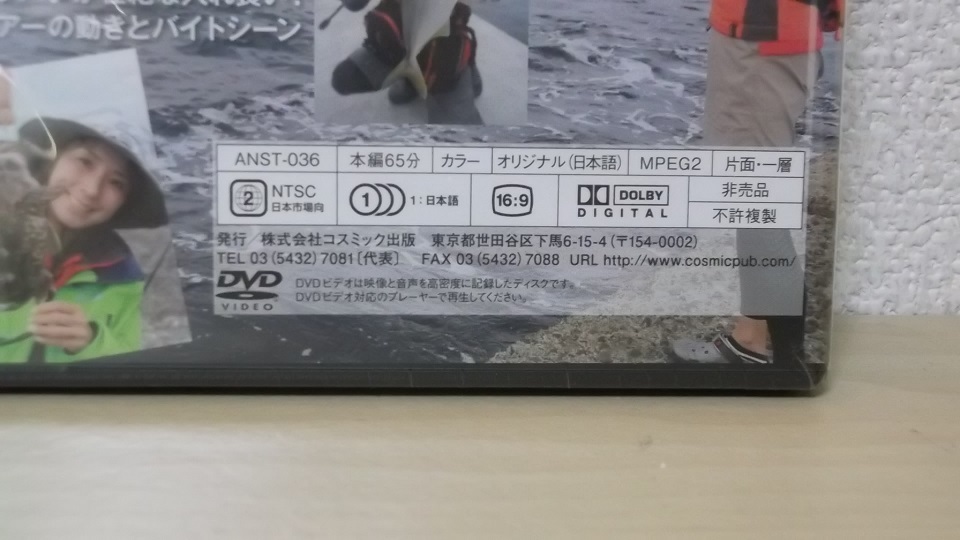 アーの動きとバイトシーン
ANST-036 本編65分 カラー オリジナル(日本語) MPEG2 片面・一層
2 NTSC 日本市場向 1 1:日本語 16:9 DOLBY DIGITAL 非売品
不許複製
発行 株式会社コスミック出版 東京都世田谷区下馬6-15-4(〒154-0002)
TEL 03(5432)7081〔代表〕 FAX 03(5432)7088 URL http://www.cosmicpub.com/
DVD VIDEO
DVDビデオは映像と音声を高密度に記録したディスクです。
DVDビデオ対応のプレーヤーで再生してください。